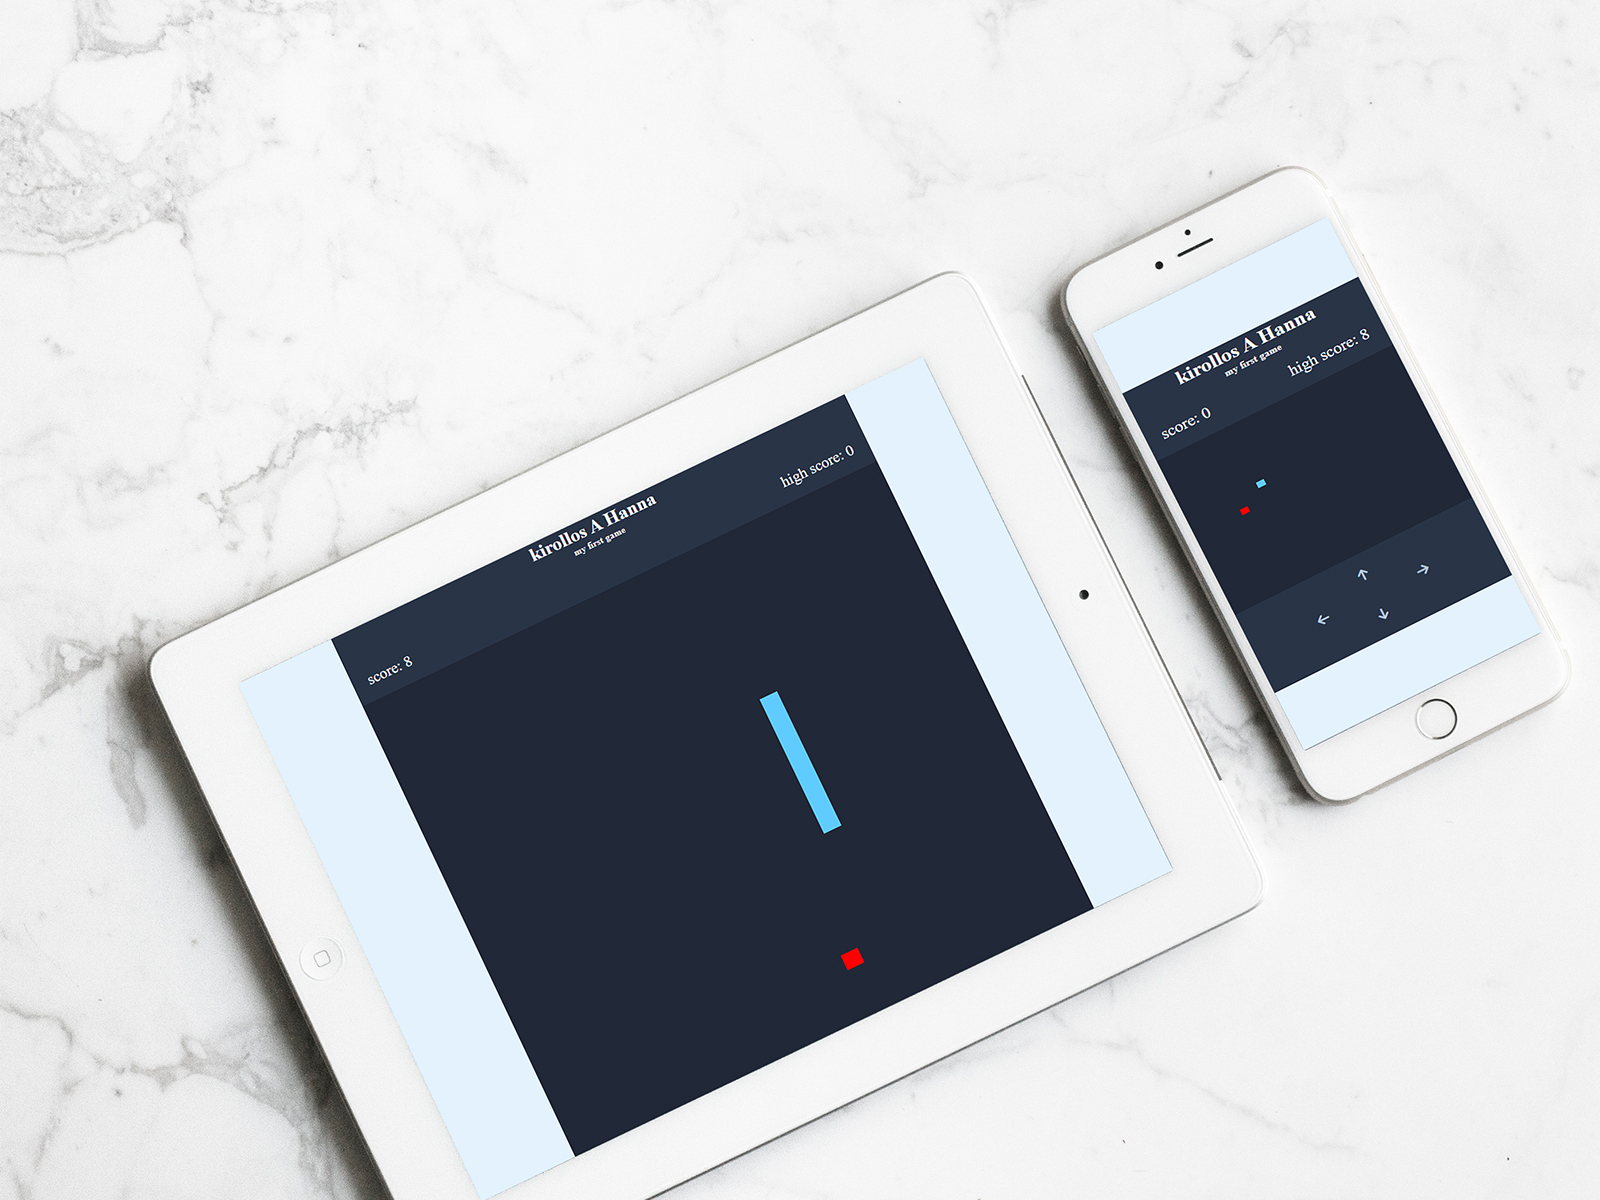 kirollos A Hanna
my first game
score: 8
high score: 0
kirollos A Hanna
my first game
score: 0
high score: 8
↑
→
←
↓